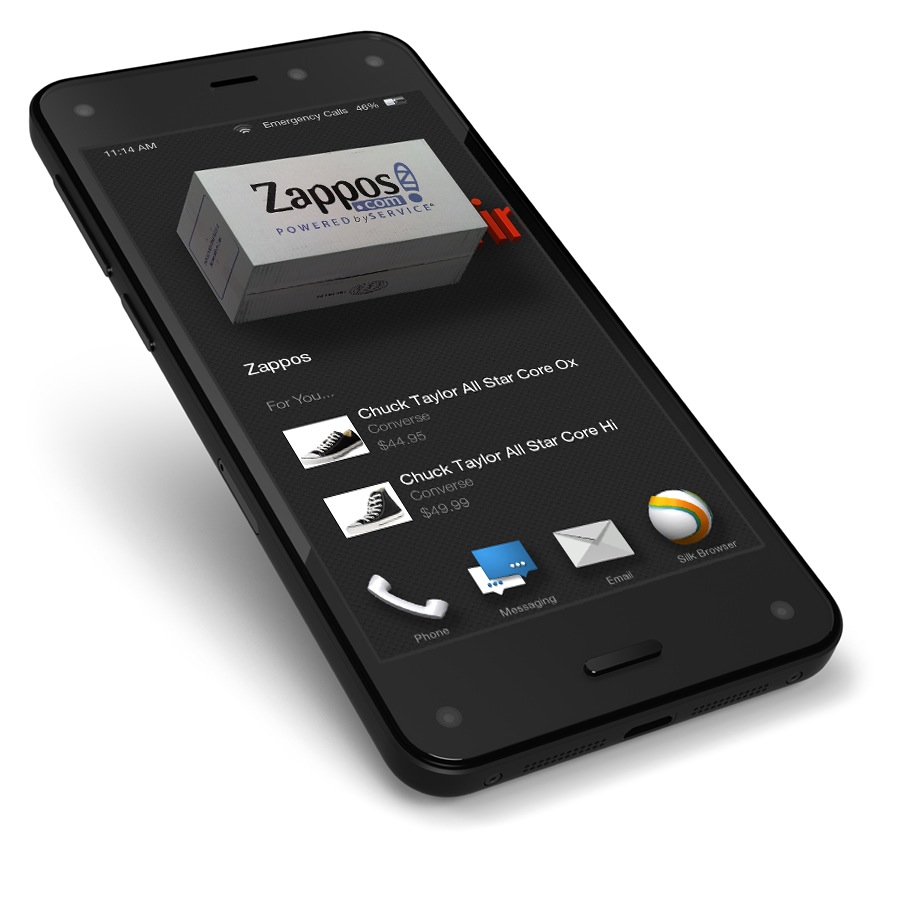 11:14 AM
Emergency Calls 46%
Zappos
.com
POWERED by SERVICE
ir
Zappos
For You...
Chuck Taylor All Star Core Ox
Converse
$44.95
Chuck Taylor All Star Core Hi
Converse
$49.99
Phone
Messaging
Email
Silk Browser